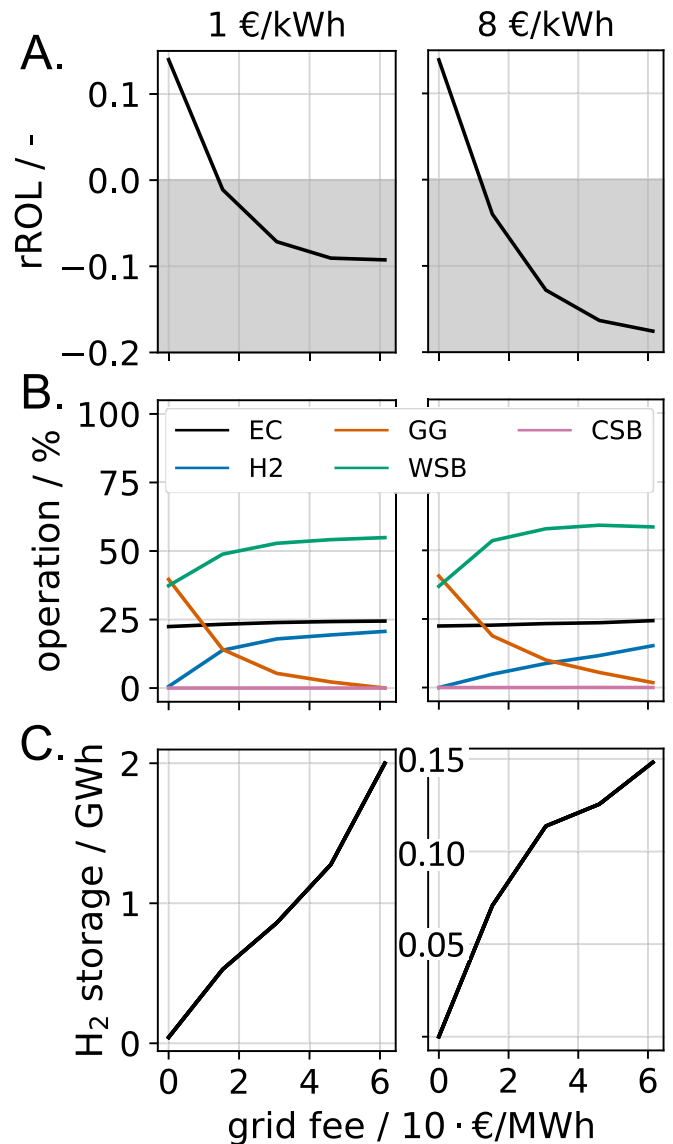 1 €/kWh 8 €/kWh
A.
rROL / -
0.1
0.0
−0.1
−0.2
B.
operation / %
100
75
50
25
0
EC GG CSB
H2 WSB
C.
H₂ storage / GWh
2
1
0
0.15
0.10
0.05
0 2 4 6 0 2 4 6
grid fee / 10 · €/MWh